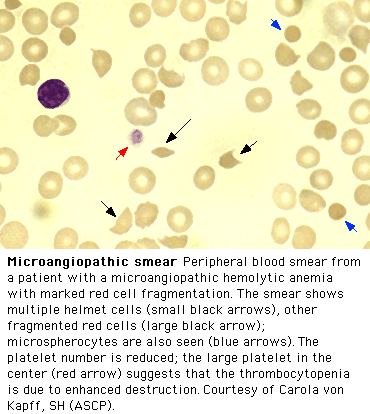 Microangiopathic smear Peripheral blood smear from
a patient with a microangiopathic hemolytic anemia
with marked red cell fragmentation. The smear shows
multiple helmet cells (small black arrows), other
fragmented red cells (large black arrow);
microspherocytes are also seen (blue arrows). The
platelet number is reduced; the large platelet in the
center (red arrow) suggests that the thrombocytopenia
is due to enhanced destruction. Courtesy of Carola von
Kapff, SH (ASCP).